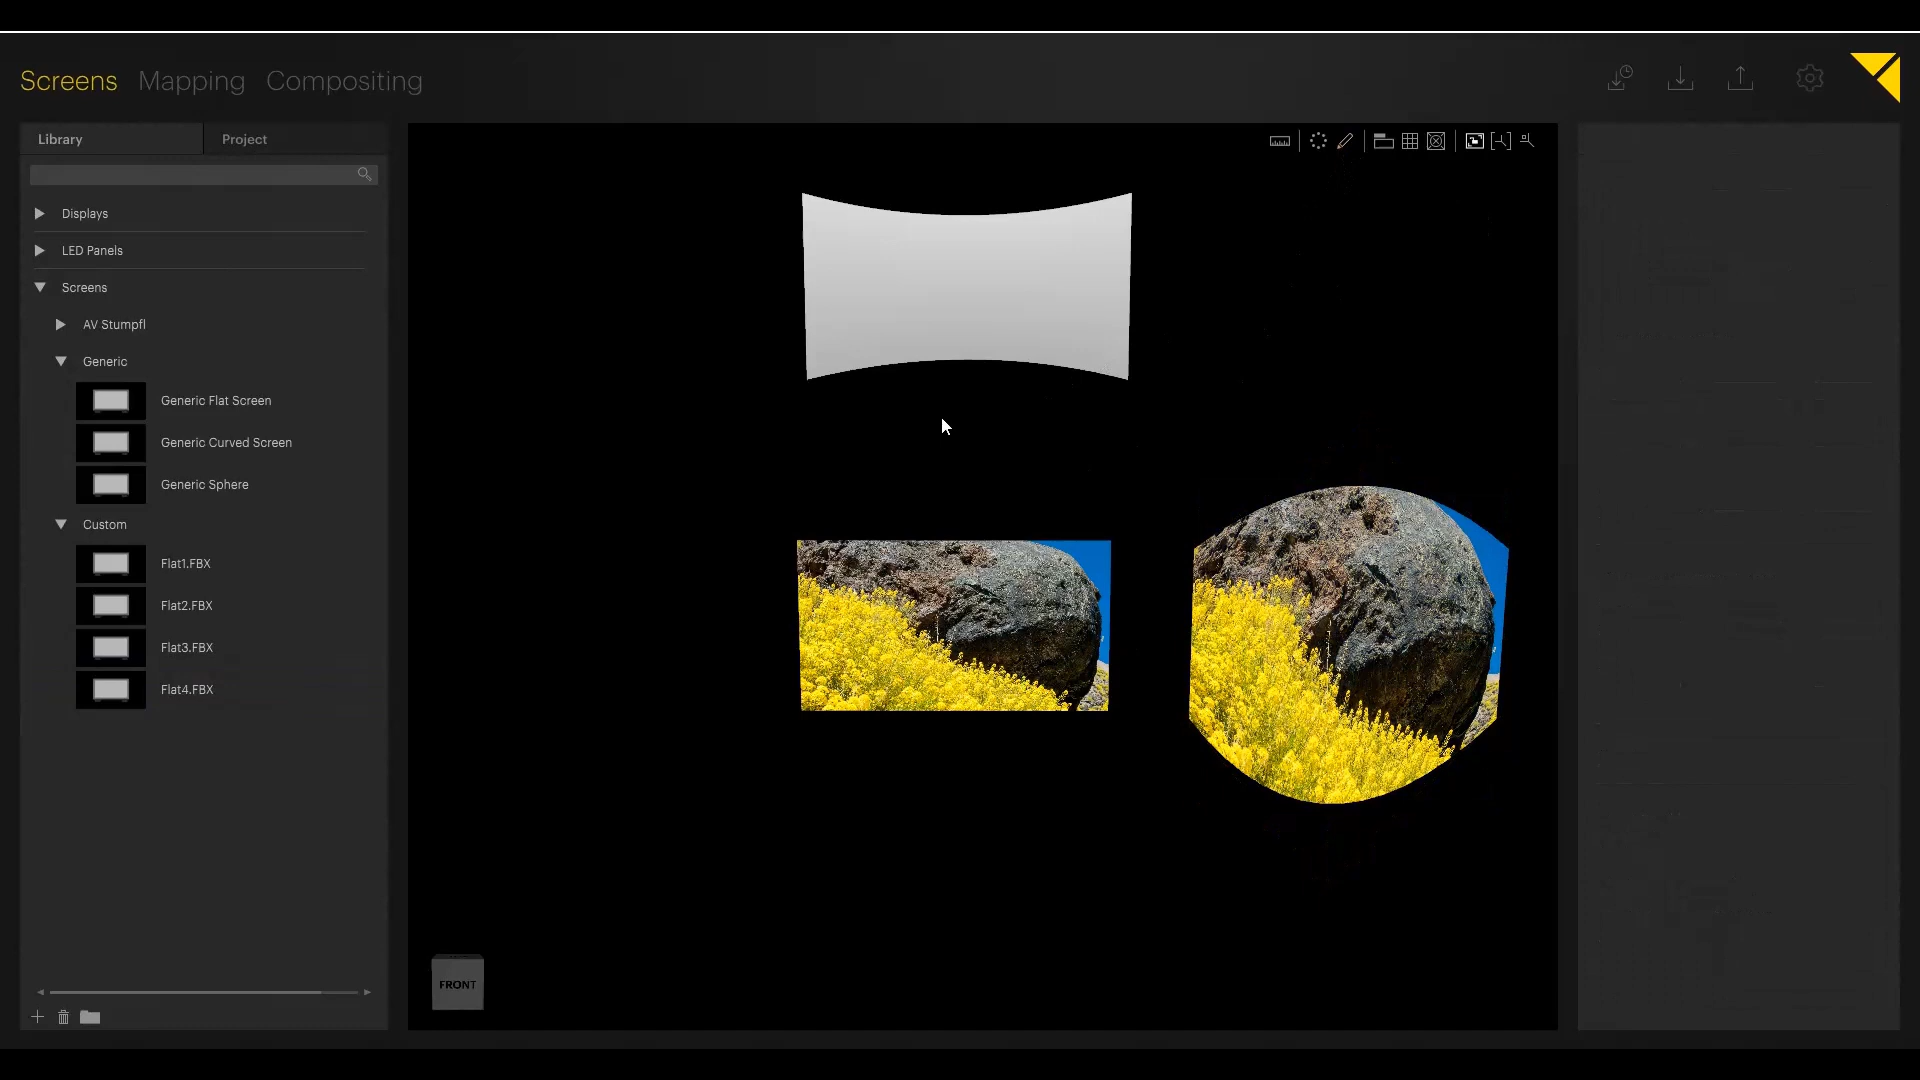 Screens Mapping Compositing
Library Project
Displays
LED Panels
Screens
AV Stumpfl
Generic
Generic Flat Screen
Generic Curved Screen
Generic Sphere
Custom
Flat1.FBX
Flat2.FBX
Flat3.FBX
Flat4.FBX
FRONT